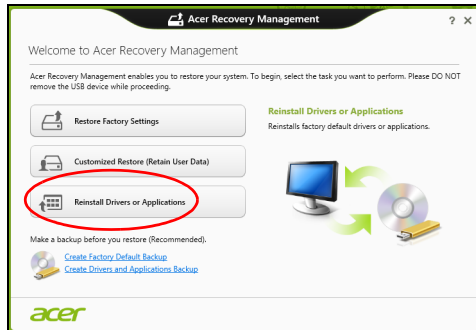 Acer Recovery Management
? X
Welcome to Acer Recovery Management
Acer Recovery Management enables you to restore your system. To begin, select the task you want to perform. Please DO NOT
remove the USB device while proceeding.
Restore Factory Settings
Customized Restore (Retain User Data)
Reinstall Drivers or Applications
Reinstall Drivers or Applications
Reinstalls factory default drivers or applications.
Make a backup before you restore (Recommended).
Create Factory Default Backup
Create Drivers and Applications Backup
acer